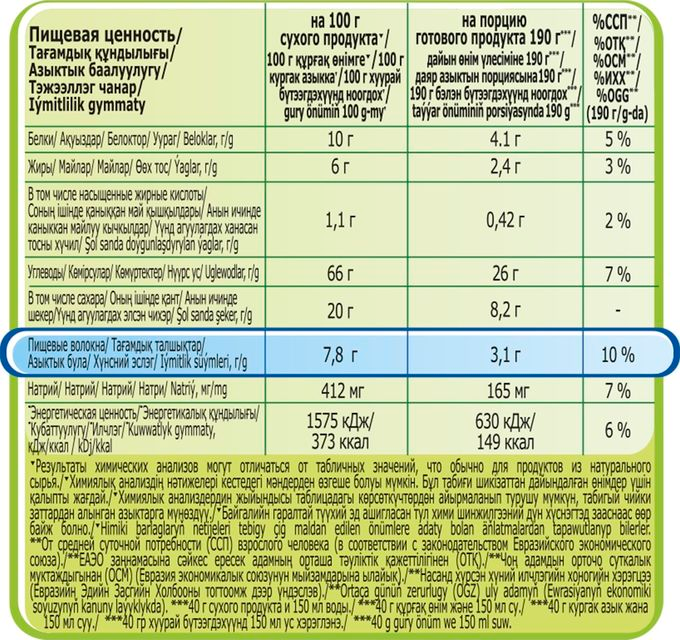 Пищевая ценность/
Тағамдық құндылығы/
Азыктык баалуулугу/
Тэжээллэг чанар/
Iýmitlilik gymmaty
на 100 г
сухого продукта*/
100 г құрғақ өнімге*/100 г
кургак азыкка*/100 г хуурай
бүтээгдэхүүнд ноогдох*/
gury önümiň 100 g-my*
на порцию
готового продукта 190 г***/
дайын өнім үлесіміне 190 г***/
даяр азыктын порциясына 190 г***/
190 г бэлэн бүтээгдэхүүнд ноогдох***/
taýýar önüminiň porsiyasynda 190 g***
%ССП**/
%ОТҚ**/
%ОСМ**/
%ИХХ**/
%OGG**
(190 г/g-da)
Белки/ Ақуыздар/ Белоктор/ Уураг/ Beloklar, г/g
10 г
4.1 г
5 %
Жиры/ Майлар/ Майлар/ Өөх тос/ Ýaglar, г/g
6 г
2,4 г
3 %
В том числе насыщенные жирные кислоты/
Соның ішінде қаныққан май қышқылдары/ Анын ичинде
каныккан майлуу кычкылдар/ Үүнд агуулагдах ханасан
тосны хүчил/ Şol sanda doýgunlaşdyrylan ýaglar, г/g
1,1 г
0,42 г
2 %
Углеводы/ Көмірсулар/ Көмүртектер/ Нүүрс ус/ Uglewodlar, г/g
66 г
26 г
7 %
В том числе сахара/ Оның ішінде қант/ Анын ичинде
шекер/Үүнд агуулагдах элсэн чихэр/ Şol sanda şeker, г/g
20 г
8,2 г
-
Пищевые волокна/ Тағамдық талшықтар/
Азыктык була/ Хүнсний эслэг/ Iýmitlik süýmleri, г/g
7,8 г
3,1 г
10 %
Натрий/ Натрий/ Натрий/ Натри/ Natriý, мг/mg
412 мг
165 мг
7 %
Энергетическая ценность/ Энергетикалық құндылығы/
Кубаттуулугу/ Илчлэг/ Kuwwatlyk gymmaty,
кДж/ккал / kDj/kkal
1575 кДж/
373 ккал
630 кДж/
149 ккал
6 %
*Результаты химических анализов могут отличаться от табличных значений, что обычно для продуктов из натурального
сырья./*Химиялық анализдің нәтижелері кестедегі мәндерден өзгеше болуы мүмкін. Бұл табиғи шикізаттан дайындалған өнімдер үшін
қалыпты жағдай./*Химиялык анализдердин жыйындысы таблицадагы көрсөткүчтөрдөн айырмаланып турушу мүмкүн, табигый чийки
заттардан алынган азыктарга мүнөздүү./*Байгалийн гаралтай түүхий эд ашигласан тул хими шинжилгээний дүн хүснэгтэд зааснаас өөр
байж болно./*Himiki barlaglaryň netijeleri tebigy çig maldan edilen önümlere adaty bolan aňlatmalardan tapawutlanyp bilerler.
**От средней суточной потребности (ССП) взрослого человека (в соответствии с законодательством Евразийского экономического
союза)./**ЕАЭО заңнамасына сәйкес ересек адамның орташа тәуліктік қажеттілігінен (ОТҚ)./**Чоң адамдын орточо суткалык
муктаждыгынан (ОСМ) (Евразия экономикалык союзунун мыйзамдарына ылайык)./**Насанд хүрсэн хүний илчлэгийн хоногийн хэрэгцээ
(Евразийн Эдийн Засгийн Холбооны тогтоомж дээр үндэслэв)./**Ortaça günün zerurlugy (OGZ) uly adamyň (Ewrasiýanyň ekonomiki
soýuzynyň kanuny laýyklykda). ***40 г сухого продукта и 150 мл воды./ ***40 г құрғақ өнім және 150 мл су./ ***40 г кургак азык жана
150 мл суу./ ***40 гр хуурай бүтээгдэхүүнд 150 мл ус хэрэглэнэ./ ***40 g gury önüm we 150 ml suw.